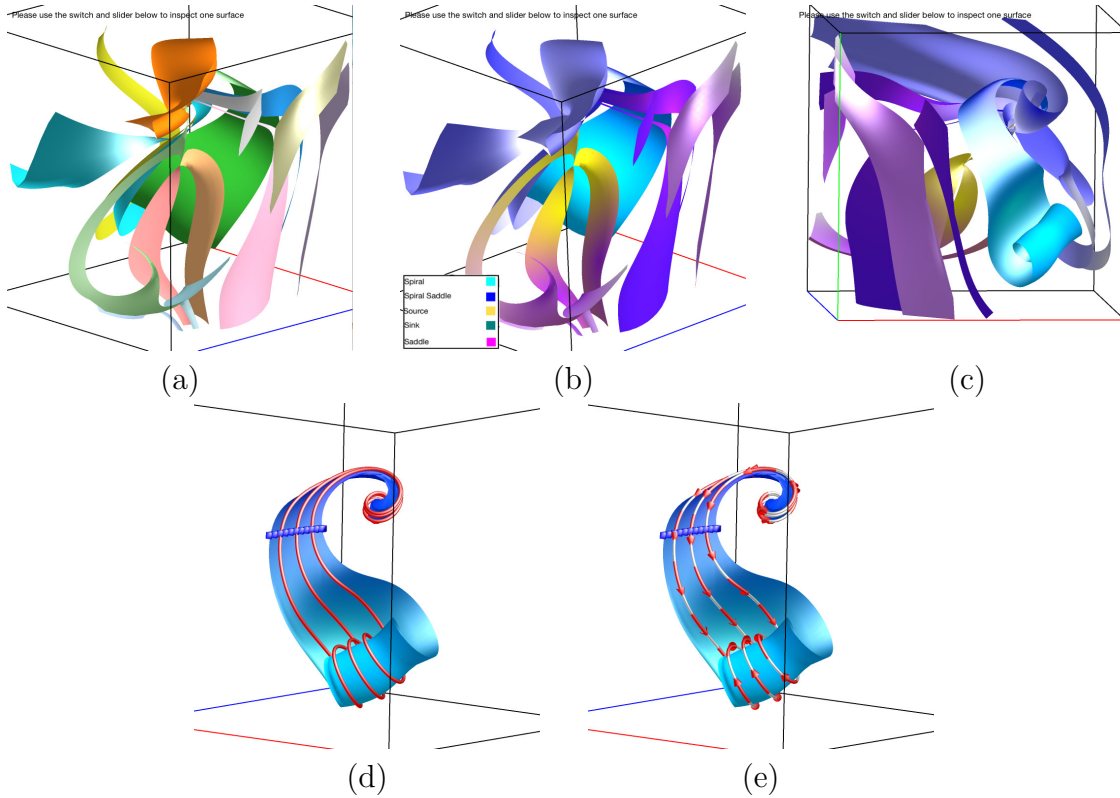 Please use the switch and slider below to inspect one surface
Please use the switch and slider below to inspect one surface
Please use the switch and slider below to inspect one surface
Spiral
Spiral Saddle
Source
Sink
Saddle
(a)
(b)
(c)
(d)
(e)